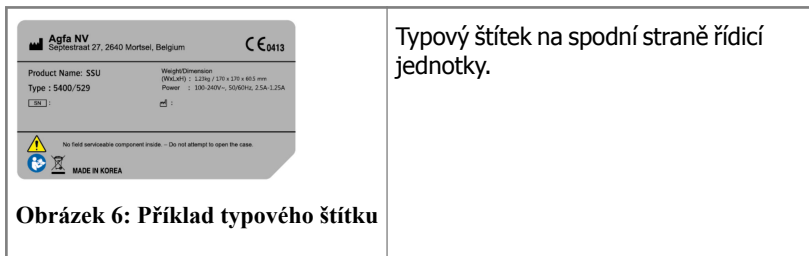 Agfa NV
Septestraat 27, 2640 Mortsel, Belgium
CE0413
Product Name: SSU
Type : 5400/529
SN :
Weight/Dimension
(WxLxH) : 1.23kg / 170 x 170 x 60.5 mm
Power : 100-240V~, 50/60Hz, 2.5A-1.25A
:
No field serviceable component inside. – Do not attempt to open the case.
MADE IN KOREA
Obrázek 6: Příklad typového štítku
Typový štítek na spodní straně řídicí
jednotky.